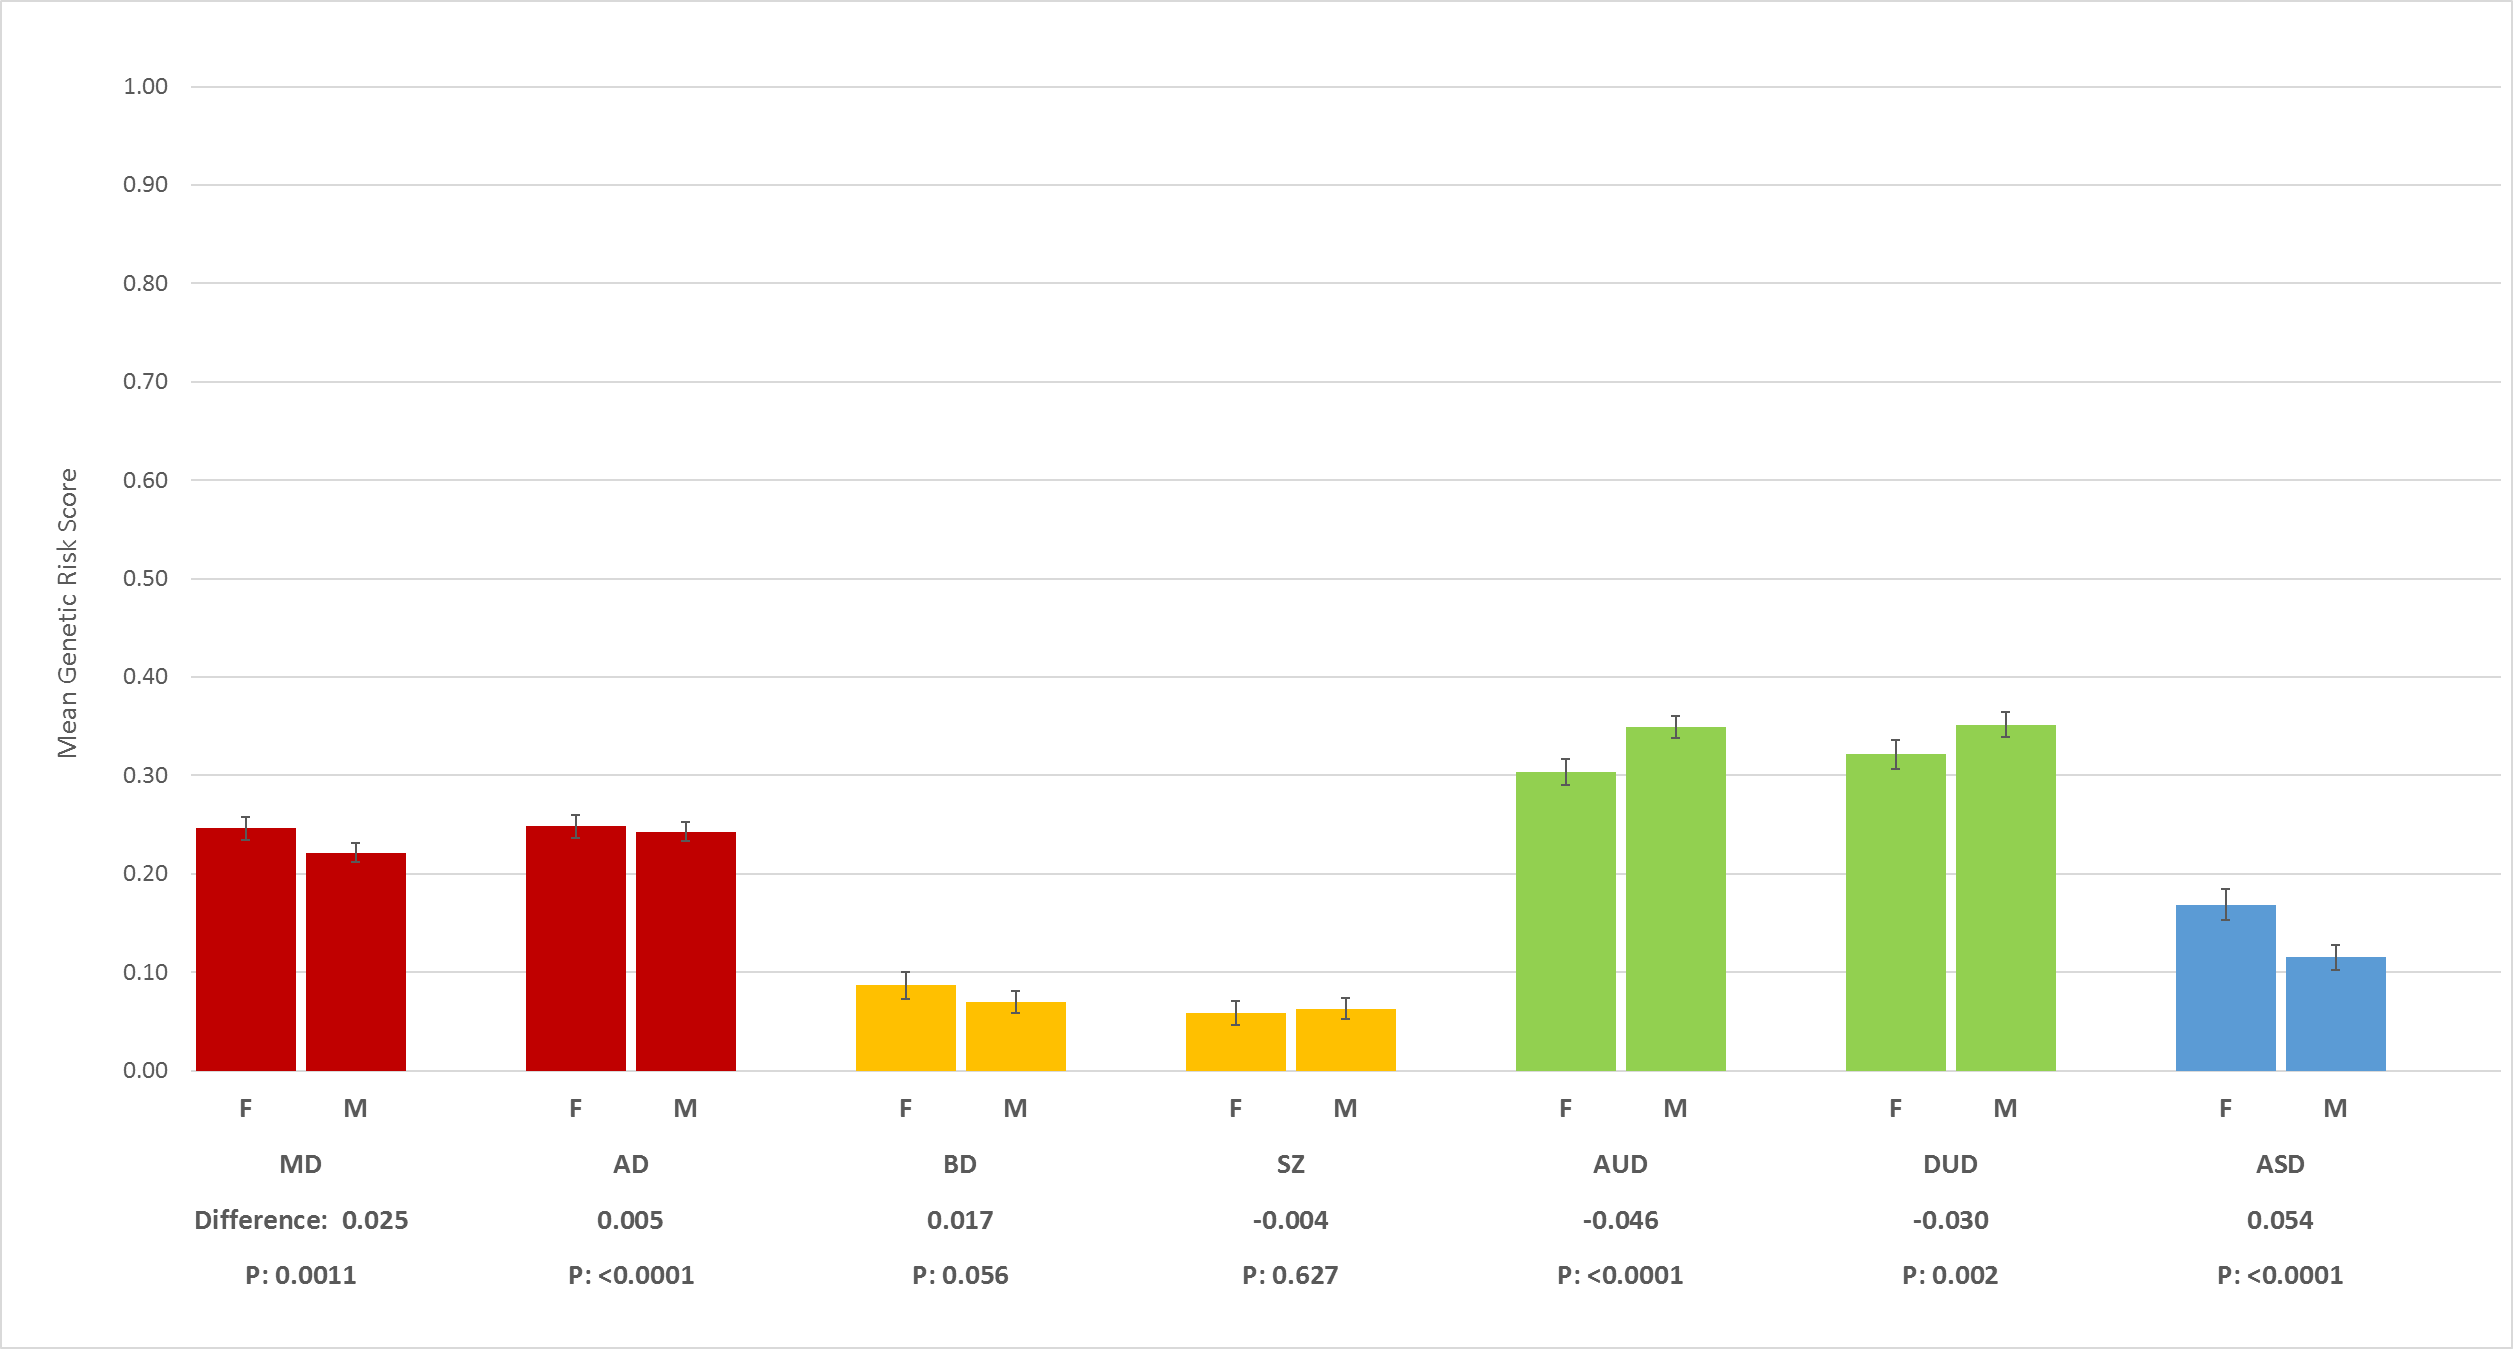 1.00
0.90
0.80
0.70
0.60
0.50
0.40
0.30
0.20
0.10
0.00
Mean Genetic Risk Score
F M F M F M F M F M F M F M
MD AD BD SZ AUD DUD ASD
Difference: 0.025 0.005 0.017 -0.004 -0.046 -0.030 0.054
P: 0.0011 P: <0.0001 P: 0.056 P: 0.627 P: <0.0001 P: 0.002 P: <0.0001